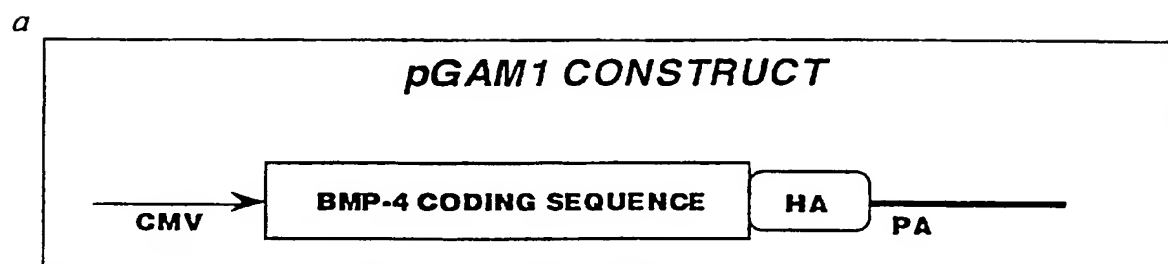 a
pGAM1 CONSTRUCT
BMP-4 CODING SEQUENCE
HA
CMV
PA